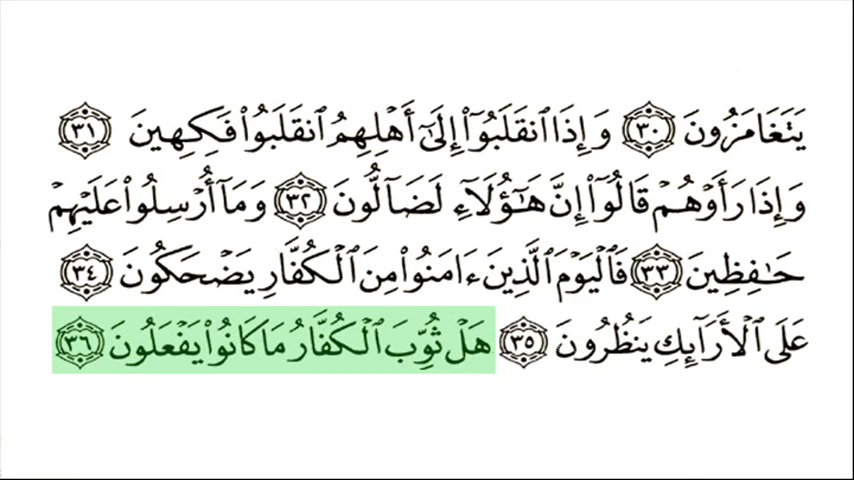 يَتَغَامَزُونَ ٣٠ وَإِذَا ٱنقَلَبُوٓا۟ إِلَىٰٓ أَهْلِهِمُ ٱنقَلَبُوا۟ فَكِهِينَ ٣١
وَإِذَا رَأَوْهُمْ قَالُوٓا۟ إِنَّ هَٰٓؤُلَآءِ لَضَآلُّونَ ٣٢ وَمَآ أُرْسِلُوا۟ عَلَيْهِمْ
حَٰفِظِينَ ٣٣ فَٱلْيَوْمَ ٱلَّذِينَ ءَامَنُوا۟ مِنَ ٱلْكُفَّارِ يَضْحَكُونَ ٣٤
عَلَى ٱلْأَرَآئِكِ يَنظُرُونَ ٣٥ هَلْ ثُوِّبَ ٱلْكُفَّارُ مَا كَانُوا۟ يَفْعَلُونَ ٣٦